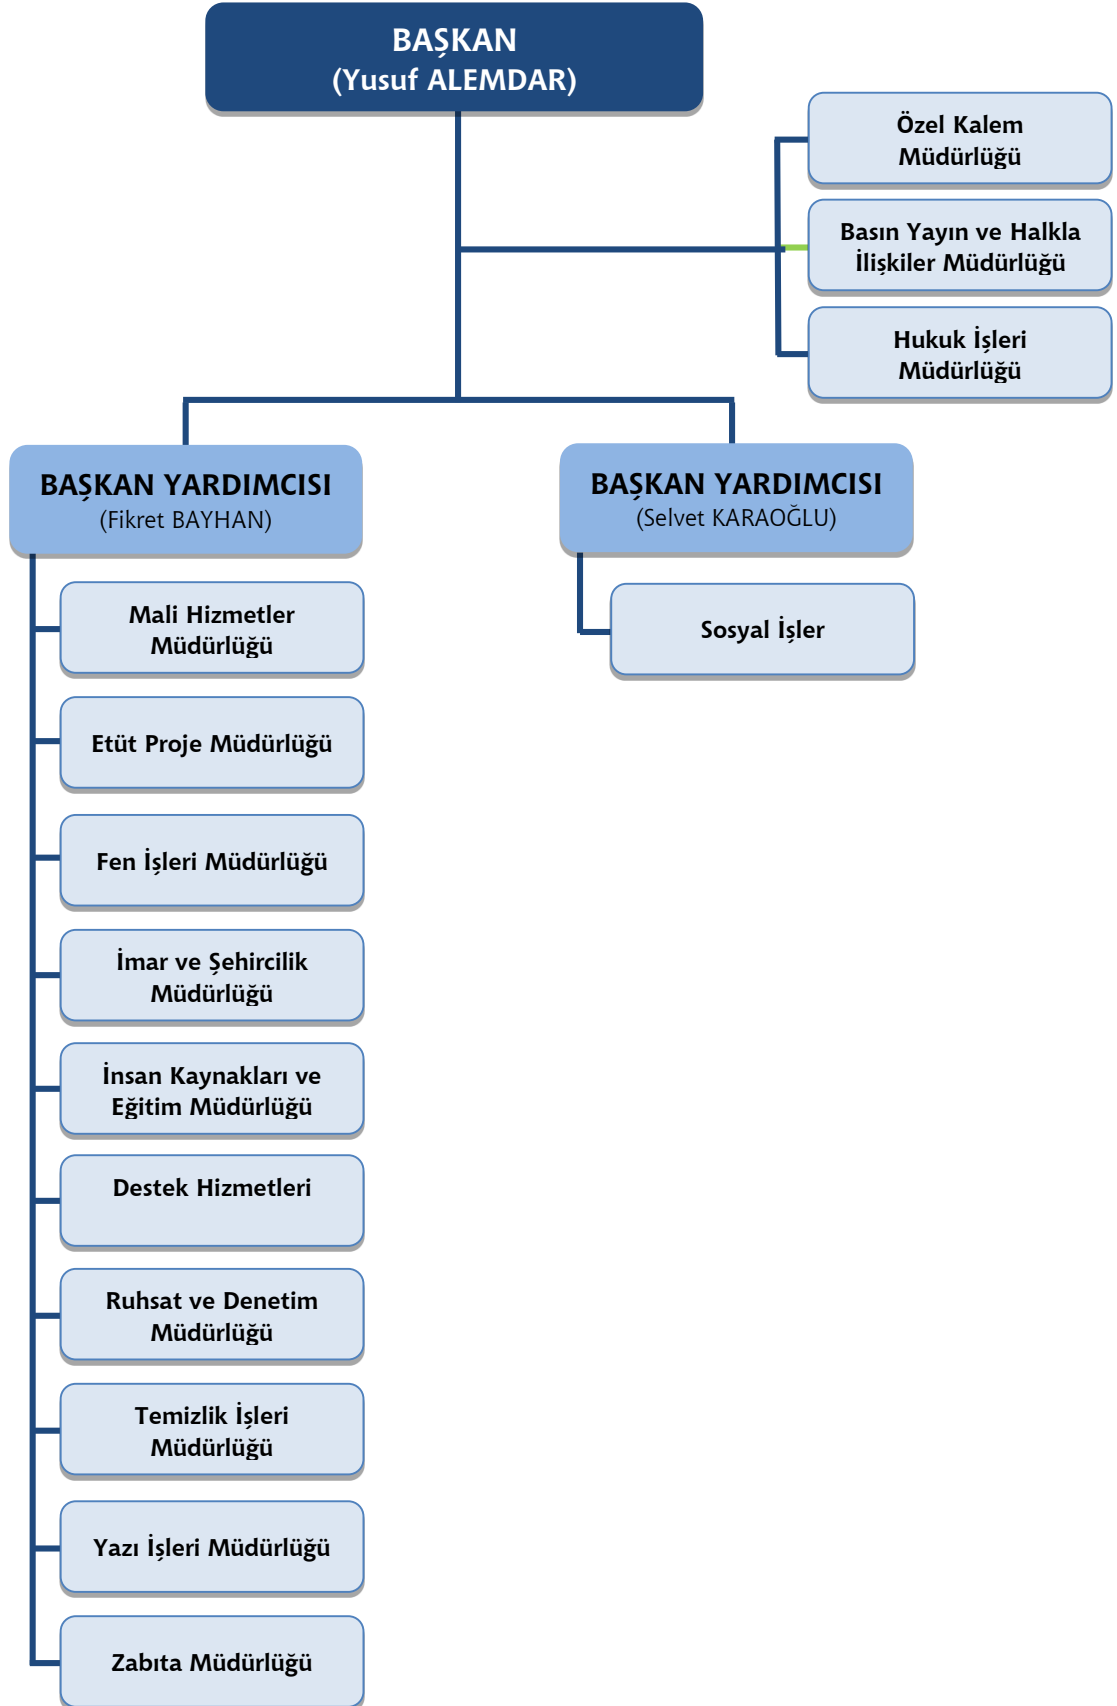 BAŞKAN
(Yusuf ALEMDAR)
Özel Kalem
Müdürlüğü
Basın Yayın ve Halkla
İlişkiler Müdürlüğü
Hukuk İşleri
Müdürlüğü
BAŞKAN YARDIMCISI
(Fikret BAYHAN)
Mali Hizmetler
Müdürlüğü
Etüt Proje Müdürlüğü
Fen İşleri Müdürlüğü
İmar ve Şehircilik
Müdürlüğü
İnsan Kaynakları ve
Eğitim Müdürlüğü
Destek Hizmetleri
Ruhsat ve Denetim
Müdürlüğü
Temizlik İşleri
Müdürlüğü
Yazı İşleri Müdürlüğü
Zabıta Müdürlüğü
BAŞKAN YARDIMCISI
(Selvet KARAOĞLU)
Sosyal İşler